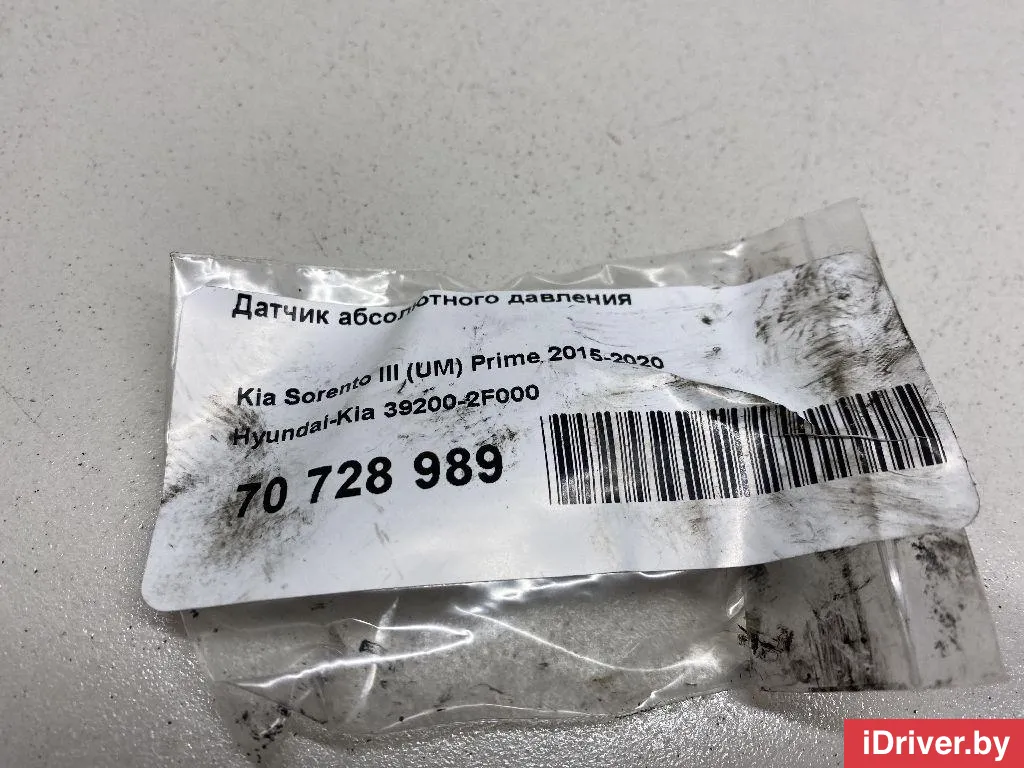 Датчик абсолютного давления
Kia Sorento III (UM) Prime 2015-2020
Hyundai-Kia 39200-2F000
70 728 989
iDriver.by